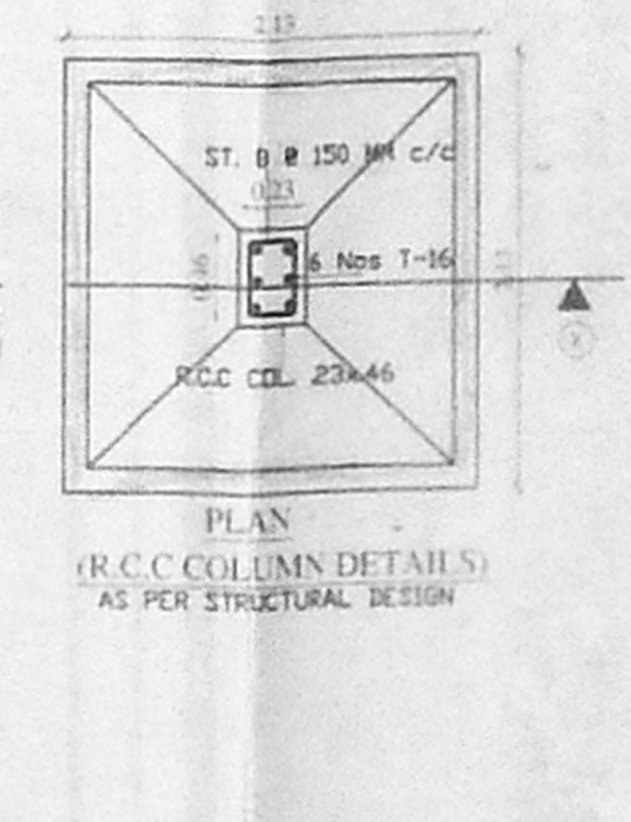 2.13
ST. 8 @ 150 MM c/c
0.23
6 Nos T-16
0.46
R.C.C COL. 23x46
X
PLAN
(R.C.C COLUMN DETAILS)
AS PER STRUCTURAL DESIGN